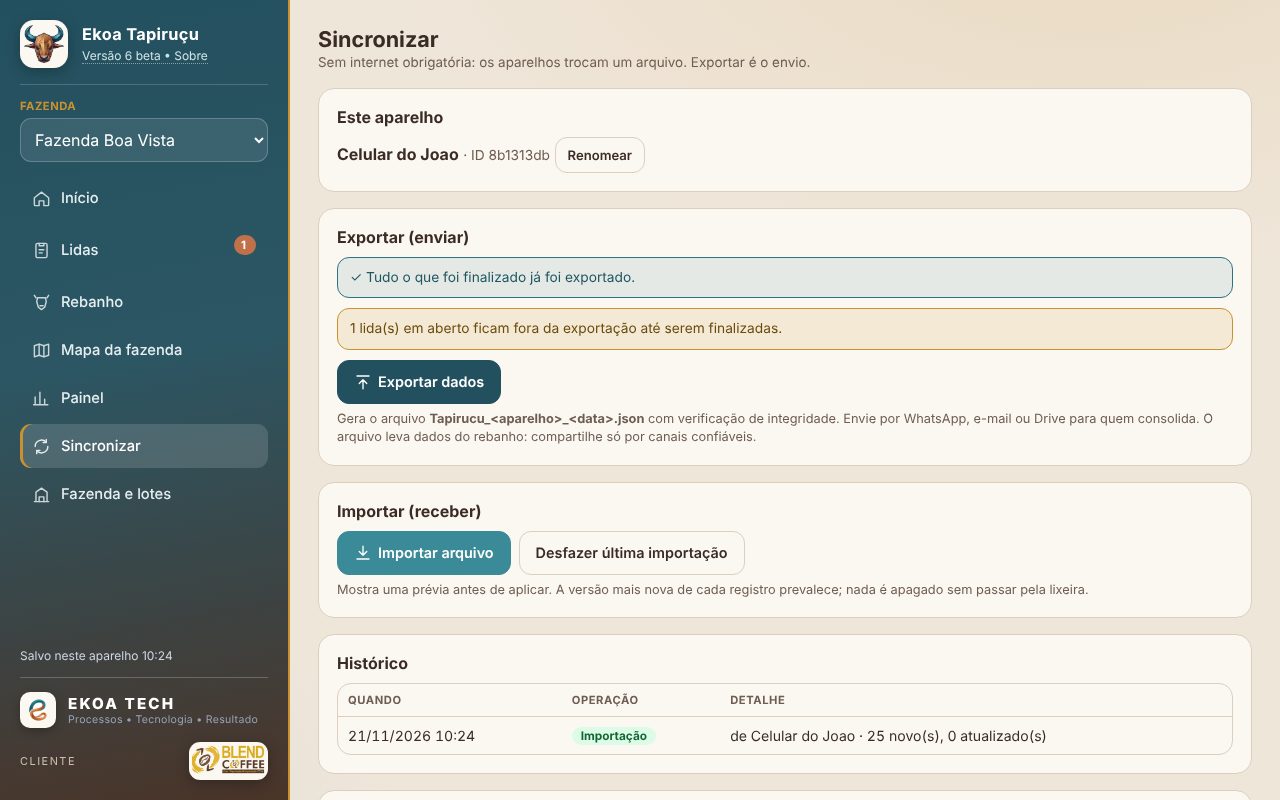 Ekoa Tapiruçu
Versão 6 beta • Sobre
FAZENDA
Fazenda Boa Vista
Início
Lidas
1
Rebanho
Mapa da fazenda
Painel
Sincronizar
Fazenda e lotes
Salvo neste aparelho 10:24
EKOA TECH
Processos • Tecnologia • Resultado
CLIENTE
BLEND
COFFEE
Sincronizar
Sem internet obrigatória: os aparelhos trocam um arquivo. Exportar é o envio.
Este aparelho
Celular do Joao · ID 8b1313db
Renomear
Exportar (enviar)
✓ Tudo o que foi finalizado já foi exportado.
1 lida(s) em aberto ficam fora da exportação até serem finalizadas.
Exportar dados
Gera o arquivo Tapirucu_<aparelho>_<data>.json com verificação de integridade. Envie por WhatsApp, e-mail ou Drive para quem consolida. O
arquivo leva dados do rebanho: compartilhe só por canais confiáveis.
Importar (receber)
Importar arquivo
Desfazer última importação
Mostra uma prévia antes de aplicar. A versão mais nova de cada registro prevalece; nada é apagado sem passar pela lixeira.
Histórico
QUANDO OPERAÇÃO DETALHE
21/11/2026 10:24 Importação de Celular do Joao · 25 novo(s), 0 atualizado(s)